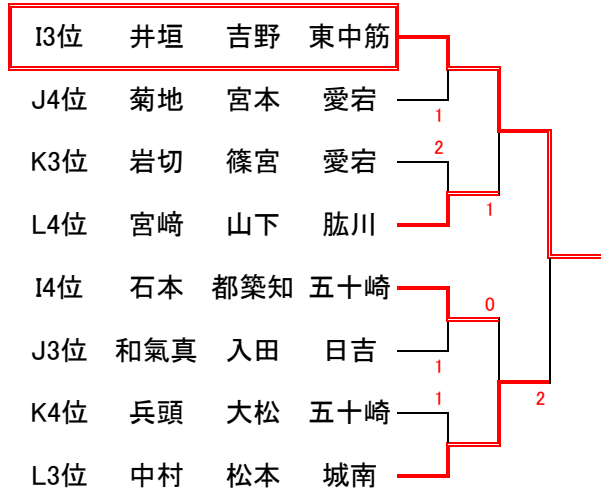 I3位 井垣 吉野 東中筋
J4位 菊地 宮本 愛宕
1
2
K3位 岩切 篠宮 愛宕
1
L4位 宮﨑 山下 肱川
I4位 石本 都築知 五十崎
0
J3位 和氣真 入田 日吉
1
1
2
K4位 兵頭 大松 五十崎
L3位 中村 松本 城南